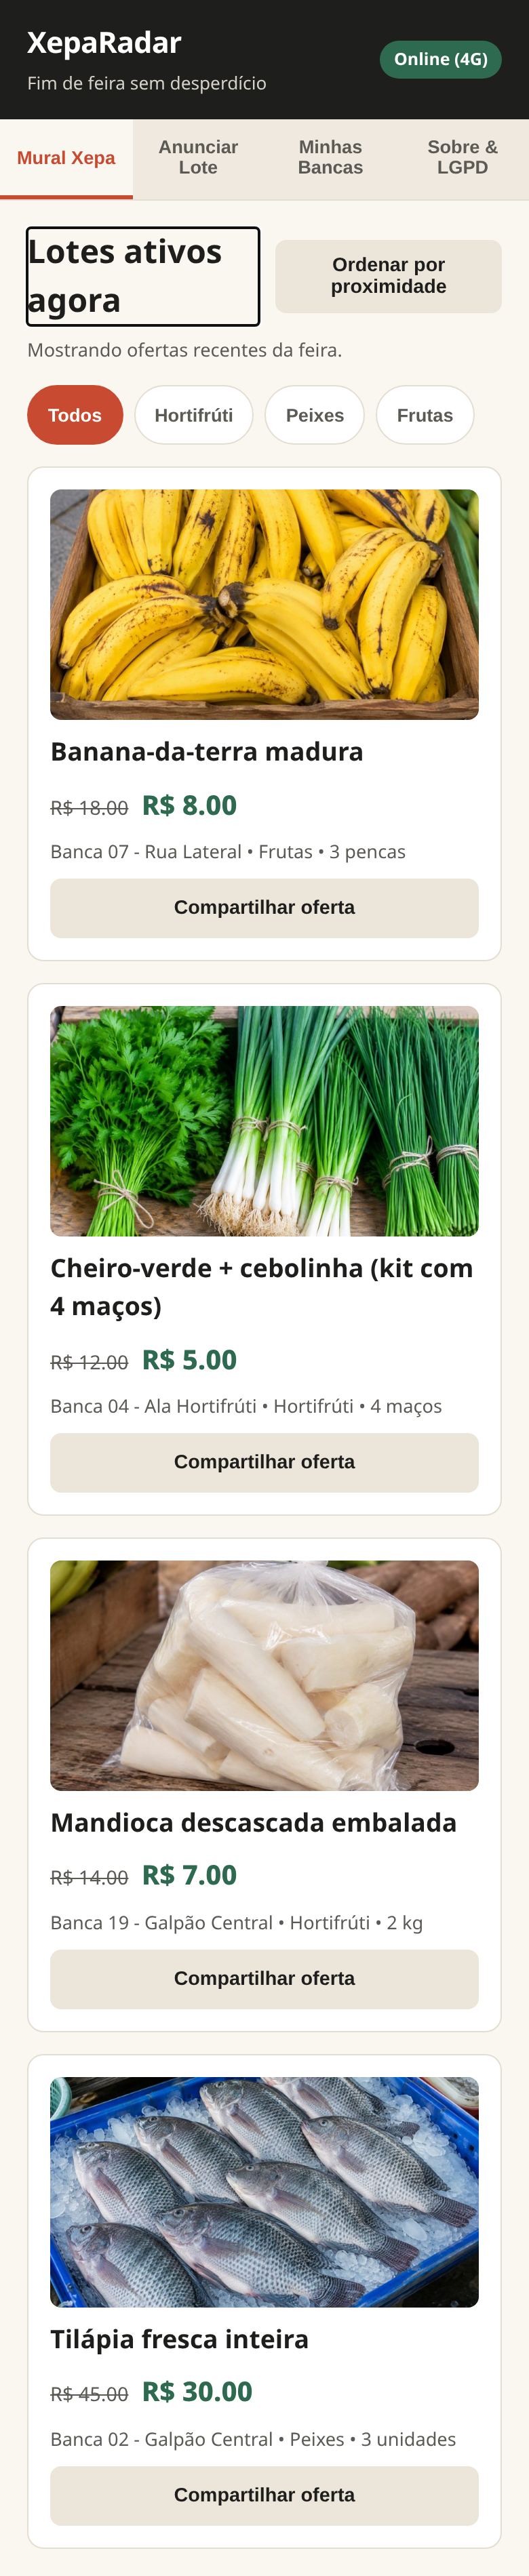 XepaRadar
Fim de feira sem desperdício
Online (4G)
Mural Xepa
Anunciar
Lote
Minhas
Bancas
Sobre &
LGPD
Lotes ativos
agora
Ordenar por
proximidade
Mostrando ofertas recentes da feira.
Todos
Hortifrúti
Peixes
Frutas
Banana-da-terra madura
R$ 18.00 R$ 8.00
Banca 07 - Rua Lateral • Frutas • 3 pencas
Compartilhar oferta
Cheiro-verde + cebolinha (kit com
4 maços)
R$ 12.00 R$ 5.00
Banca 04 - Ala Hortifrúti • Hortifrúti • 4 maços
Compartilhar oferta
Mandioca descascada embalada
R$ 14.00 R$ 7.00
Banca 19 - Galpão Central • Hortifrúti • 2 kg
Compartilhar oferta
Tilápia fresca inteira
R$ 45.00 R$ 30.00
Banca 02 - Galpão Central • Peixes • 3 unidades
Compartilhar oferta